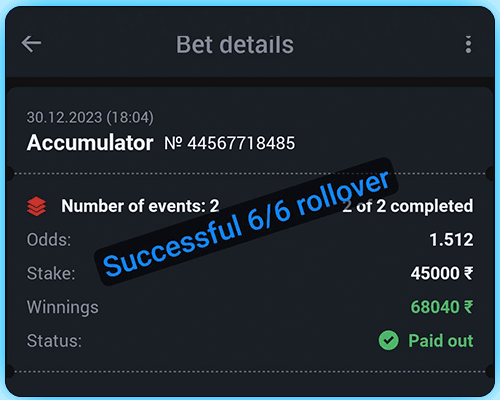 Bet details
30.12.2023 (18:04)
Accumulator № 44567718485
Number of events: 2 2 of 2 completed
Successful 6/6 rollover
Odds: 1.512
Stake: 45000 ₹
Winnings 68040 ₹
Status: Paid out